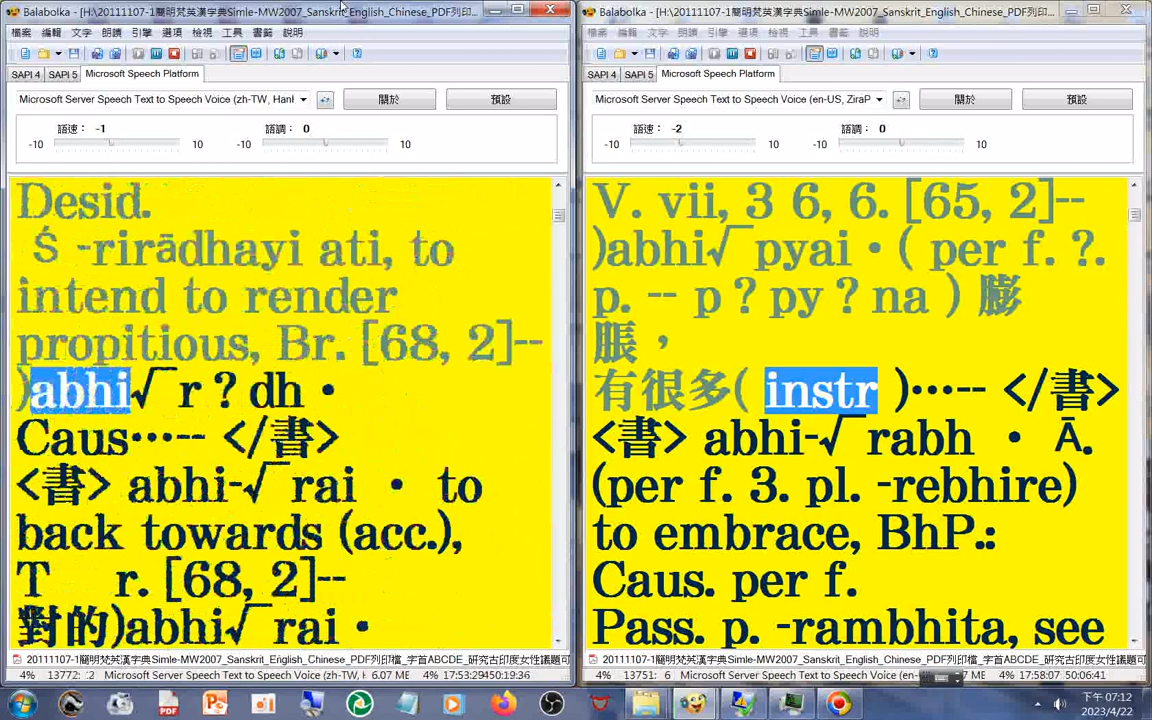 Balabolka - [H:\20111107-1簡明梵英漢字典Simle-MW2007_Sanskrit_English_Chinese_PDF列印...
檔案 編輯 文字 朗讀 引擎 選項 檢視 工具 書籤 說明
SAPI 4 SAPI 5 Microsoft Speech Platform
Microsoft Server Speech Text to Speech Voice (zh-TW, Hanl 關於 預設
語速： -1 語調： 0
-10 10 -10 10
Desid.
Ś -rirādhayi ati, to
intend to render
propitious, Br. [68, 2]--
)abhi√ r ? dh •
Caus…-- </書>
<書> abhi-√ rai • to
back towards (acc.),
T r. [68, 2]--
對的)abhi√ rai •
20111107-1簡明梵英漢字典Simle-MW2007_Sanskrit_English_Chinese_PDF列印檔_字首ABCDE_研究古印度女性議題可
4% 13772: :2 Microsoft Server Speech Text to Speech Voice (zh-TW, 6.07 ME 4% 17:53:29450:19:36
Balabolka - [H:\20111107-1簡明梵英漢字典Simle-MW2007_Sanskrit_English_Chinese_PDF列印...
檔案 編輯 文字 朗讀 引擎 選項 檢視 工具 書籤 說明
SAPI 4 SAPI 5 Microsoft Speech Platform
Microsoft Server Speech Text to Speech Voice (en-US, ZiraP 關於 預設
語速： -2 語調： 0
-10 10 -10 10
V. vii, 3 6, 6. [65, 2]--
)abhi√ pyai • ( per f. ?.
p. -- p ? py ? na ) 膨
脹，
有很多( instr )…-- </書>
<書> abhi-√ rabh • Ā.
(per f. 3. pl. -rebhire)
to embrace, BhP.:
Caus. per f.
Pass. p. -rambhita, see
20111107-1簡明梵英漢字典Simle-MW2007_Sanskrit_English_Chinese_PDF列印檔_字首ABCDE_研究古印度女性議題可
4% 13751: 6 Microsoft Server Speech Text to Speech Voice (en-US, 4% 17:58:07 50:06:41
下午 07:12
2023/4/22